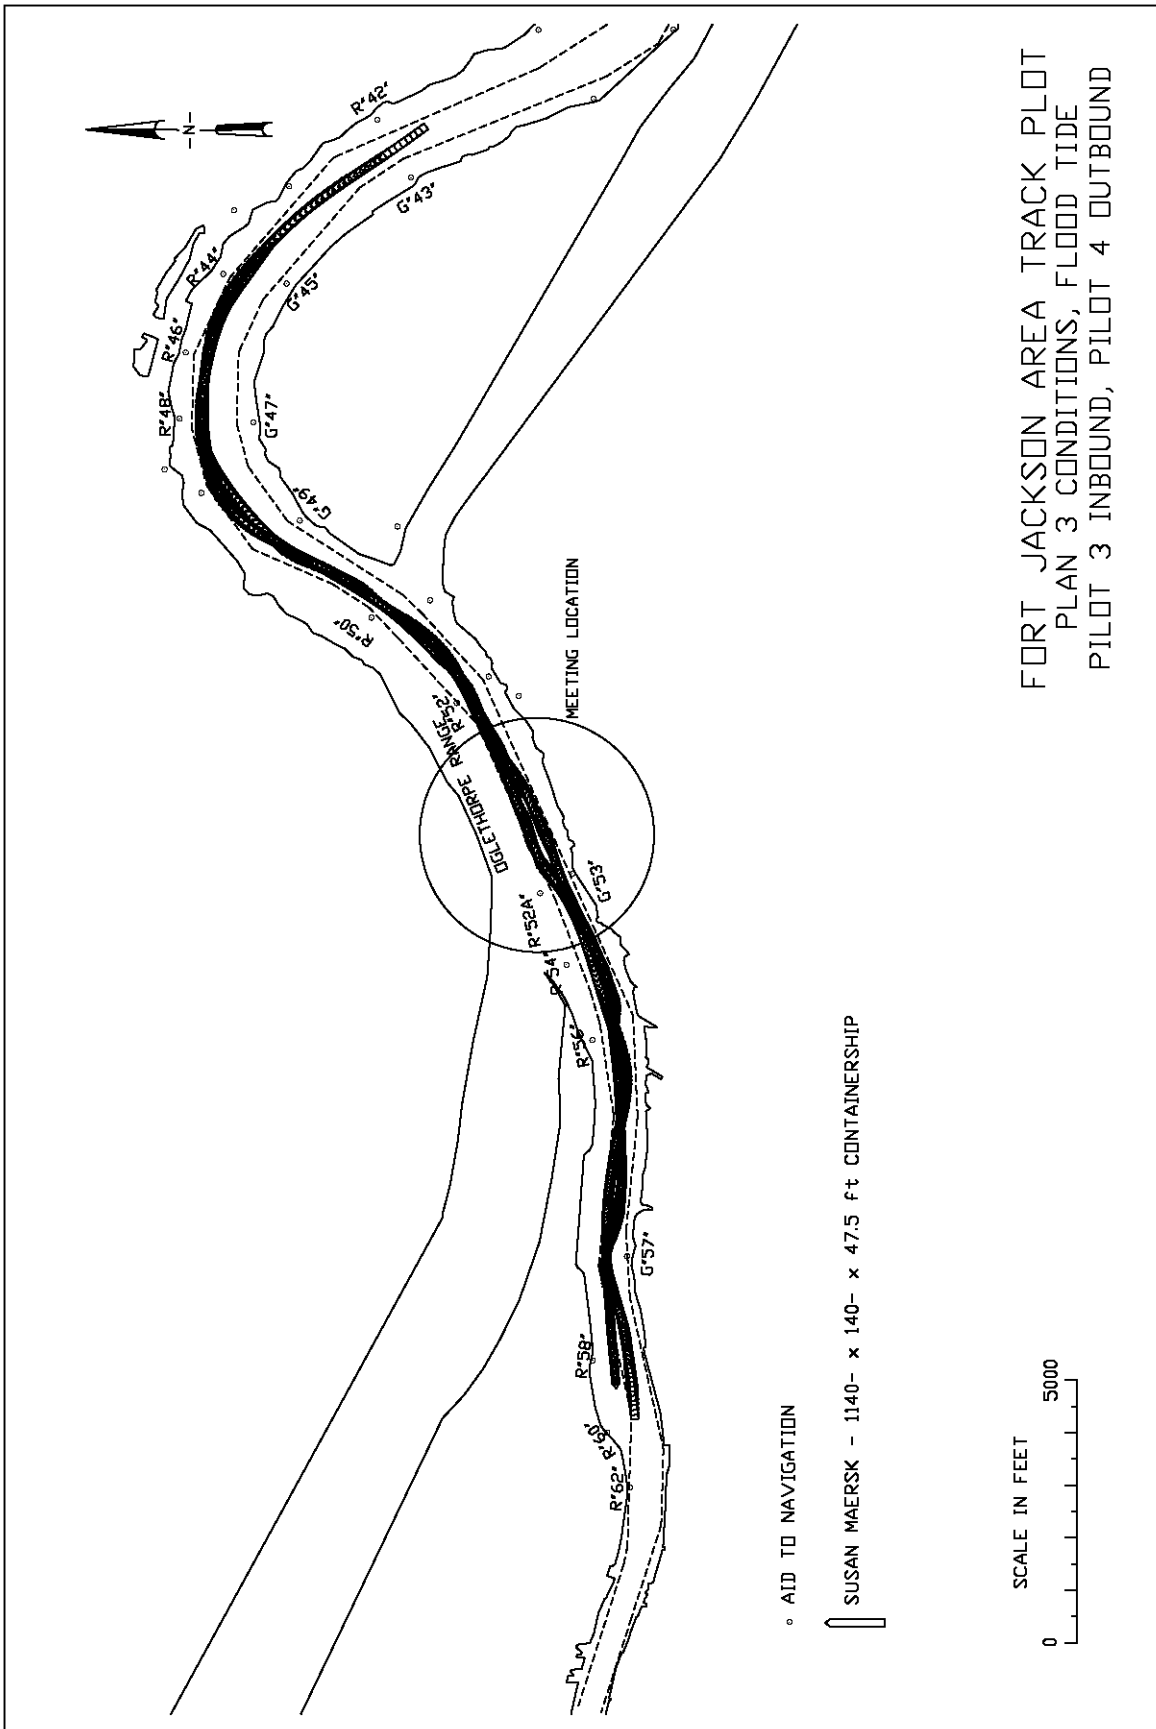 -N-
R"42"
G"43"
R"44"
G"45"
R"46"
R"48"
G"47"
G"49"
R"50"
R"52"
OGLETHORPE RANGE
MEETING LOCATION
R"52A"
G"53"
R"54"
R"56"
G"57"
R"58"
R"60"
R"62"
AID TO NAVIGATION
SUSAN MAERSK - 1140- x 140- x 47.5 ft CONTAINERSHIP
SCALE IN FEET
0 5000
FORT JACKSON AREA TRACK PLOT
PLAN 3 CONDITIONS, FLOOD TIDE
PILOT 3 INBOUND, PILOT 4 OUTBOUND